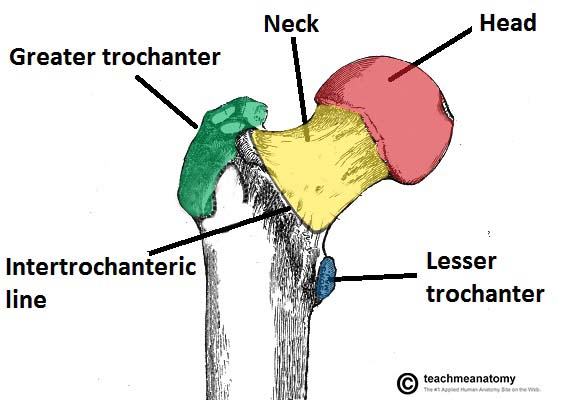 Neck
Head
Greater trochanter
Intertrochanteric
line
Lesser
trochanter
© teachmeanatomy
The #1 Applied Human Anatomy Site on the Web.